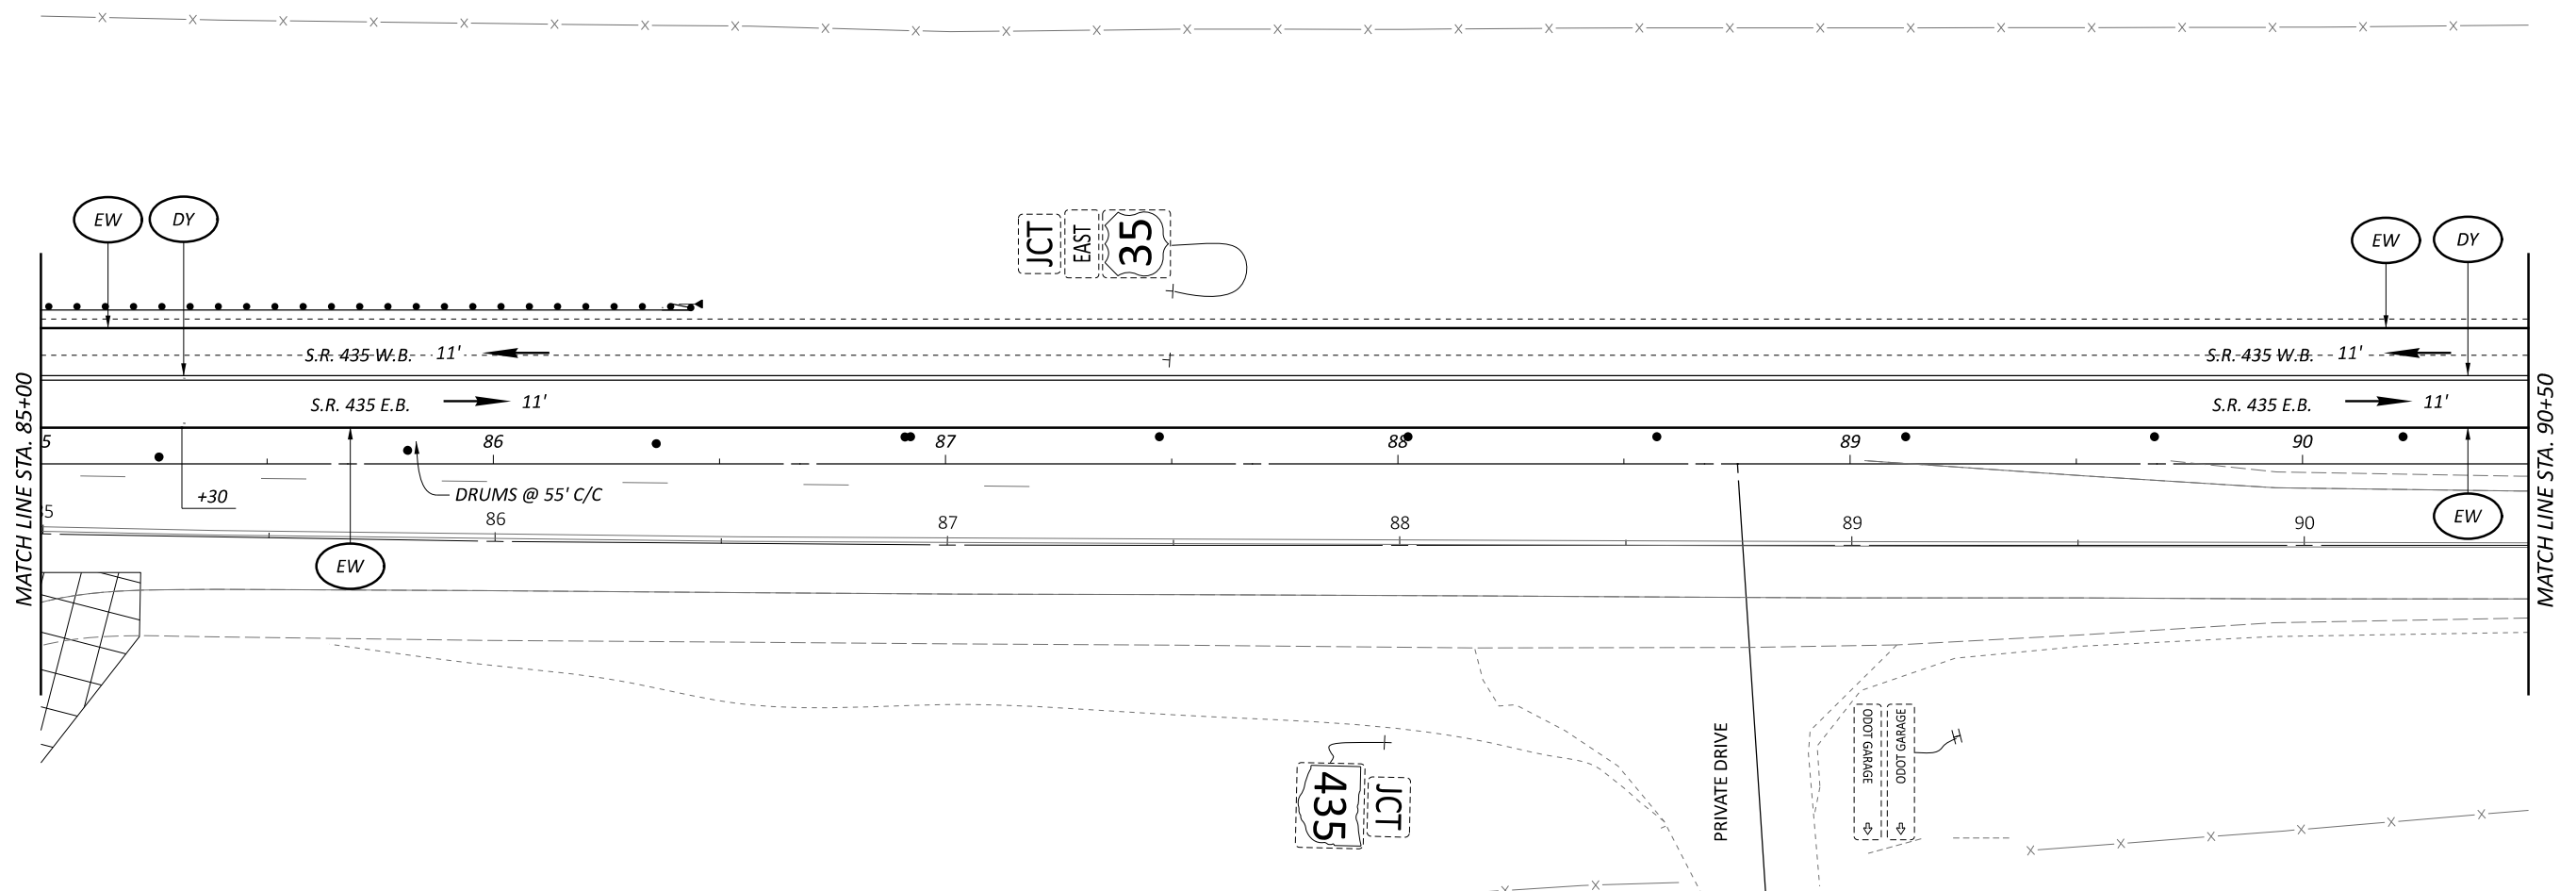 EW
DY
JCT
EAST
35
EW
DY
S.R. 435 W.B. 11'
S.R. 435 W.B. 11'
S.R. 435 E.B. 11'
S.R. 435 E.B. 11'
MATCH LINE STA. 85+00
MATCH LINE STA. 90+50
5
86
87
88
89
90
+30
DRUMS @ 55' C/C
5
86
87
88
89
90
EW
EW
PRIVATE DRIVE
435
JCT
ODOT GARAGE
ODOT GARAGE